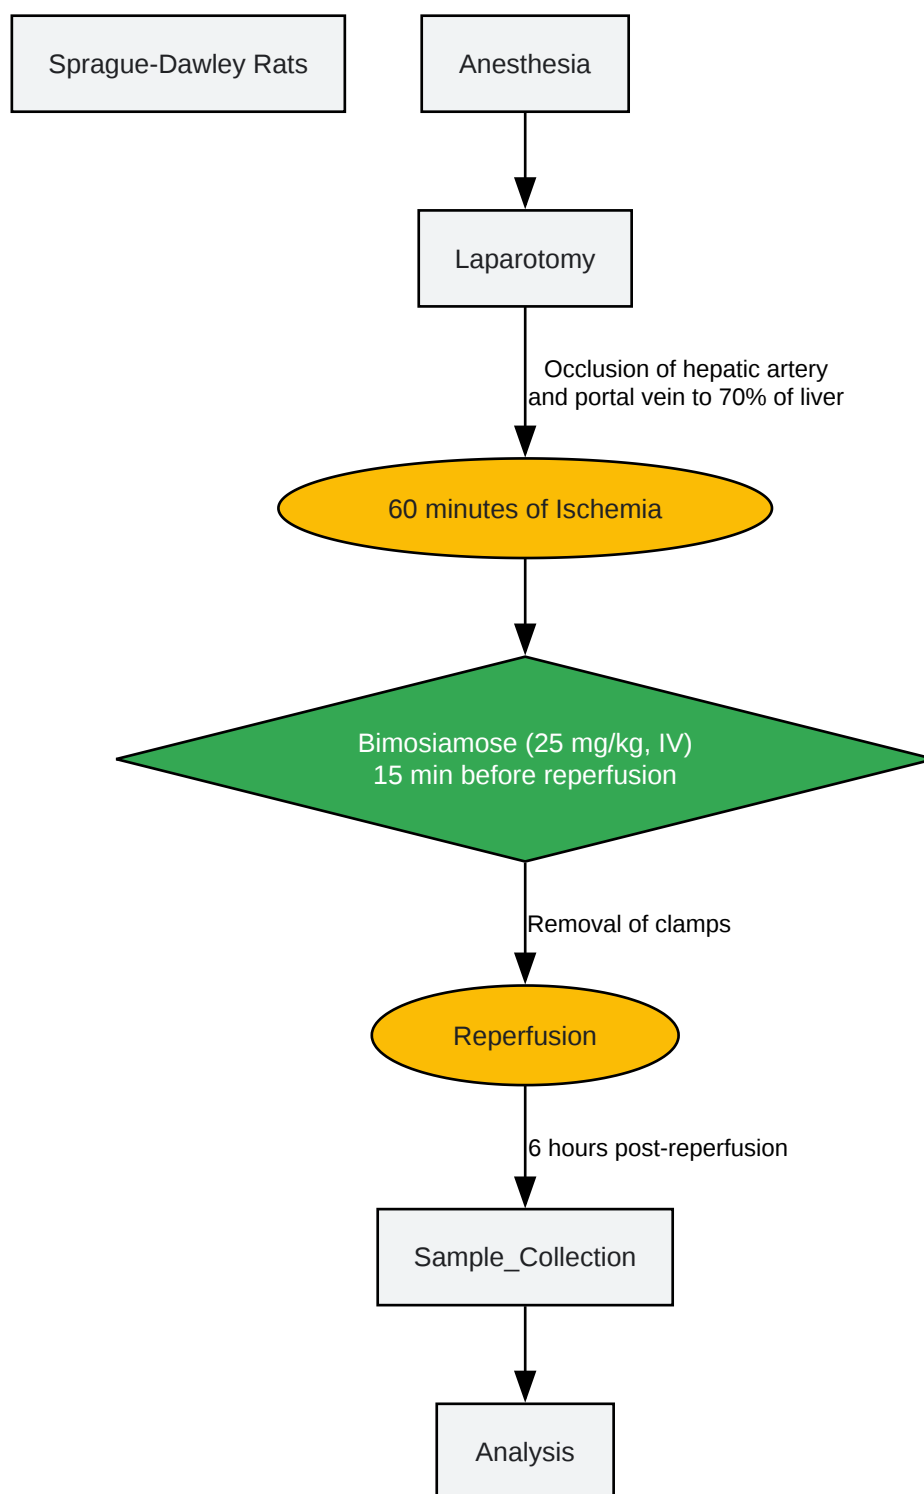 Sprague-Dawley Rats
Anesthesia
Laparotomy
Occlusion of hepatic artery
and portal vein to 70% of liver
60 minutes of Ischemia
Bimosiamose (25 mg/kg, IV)
15 min before reperfusion
Removal of clamps
Reperfusion
6 hours post-reperfusion
Sample_Collection
Analysis